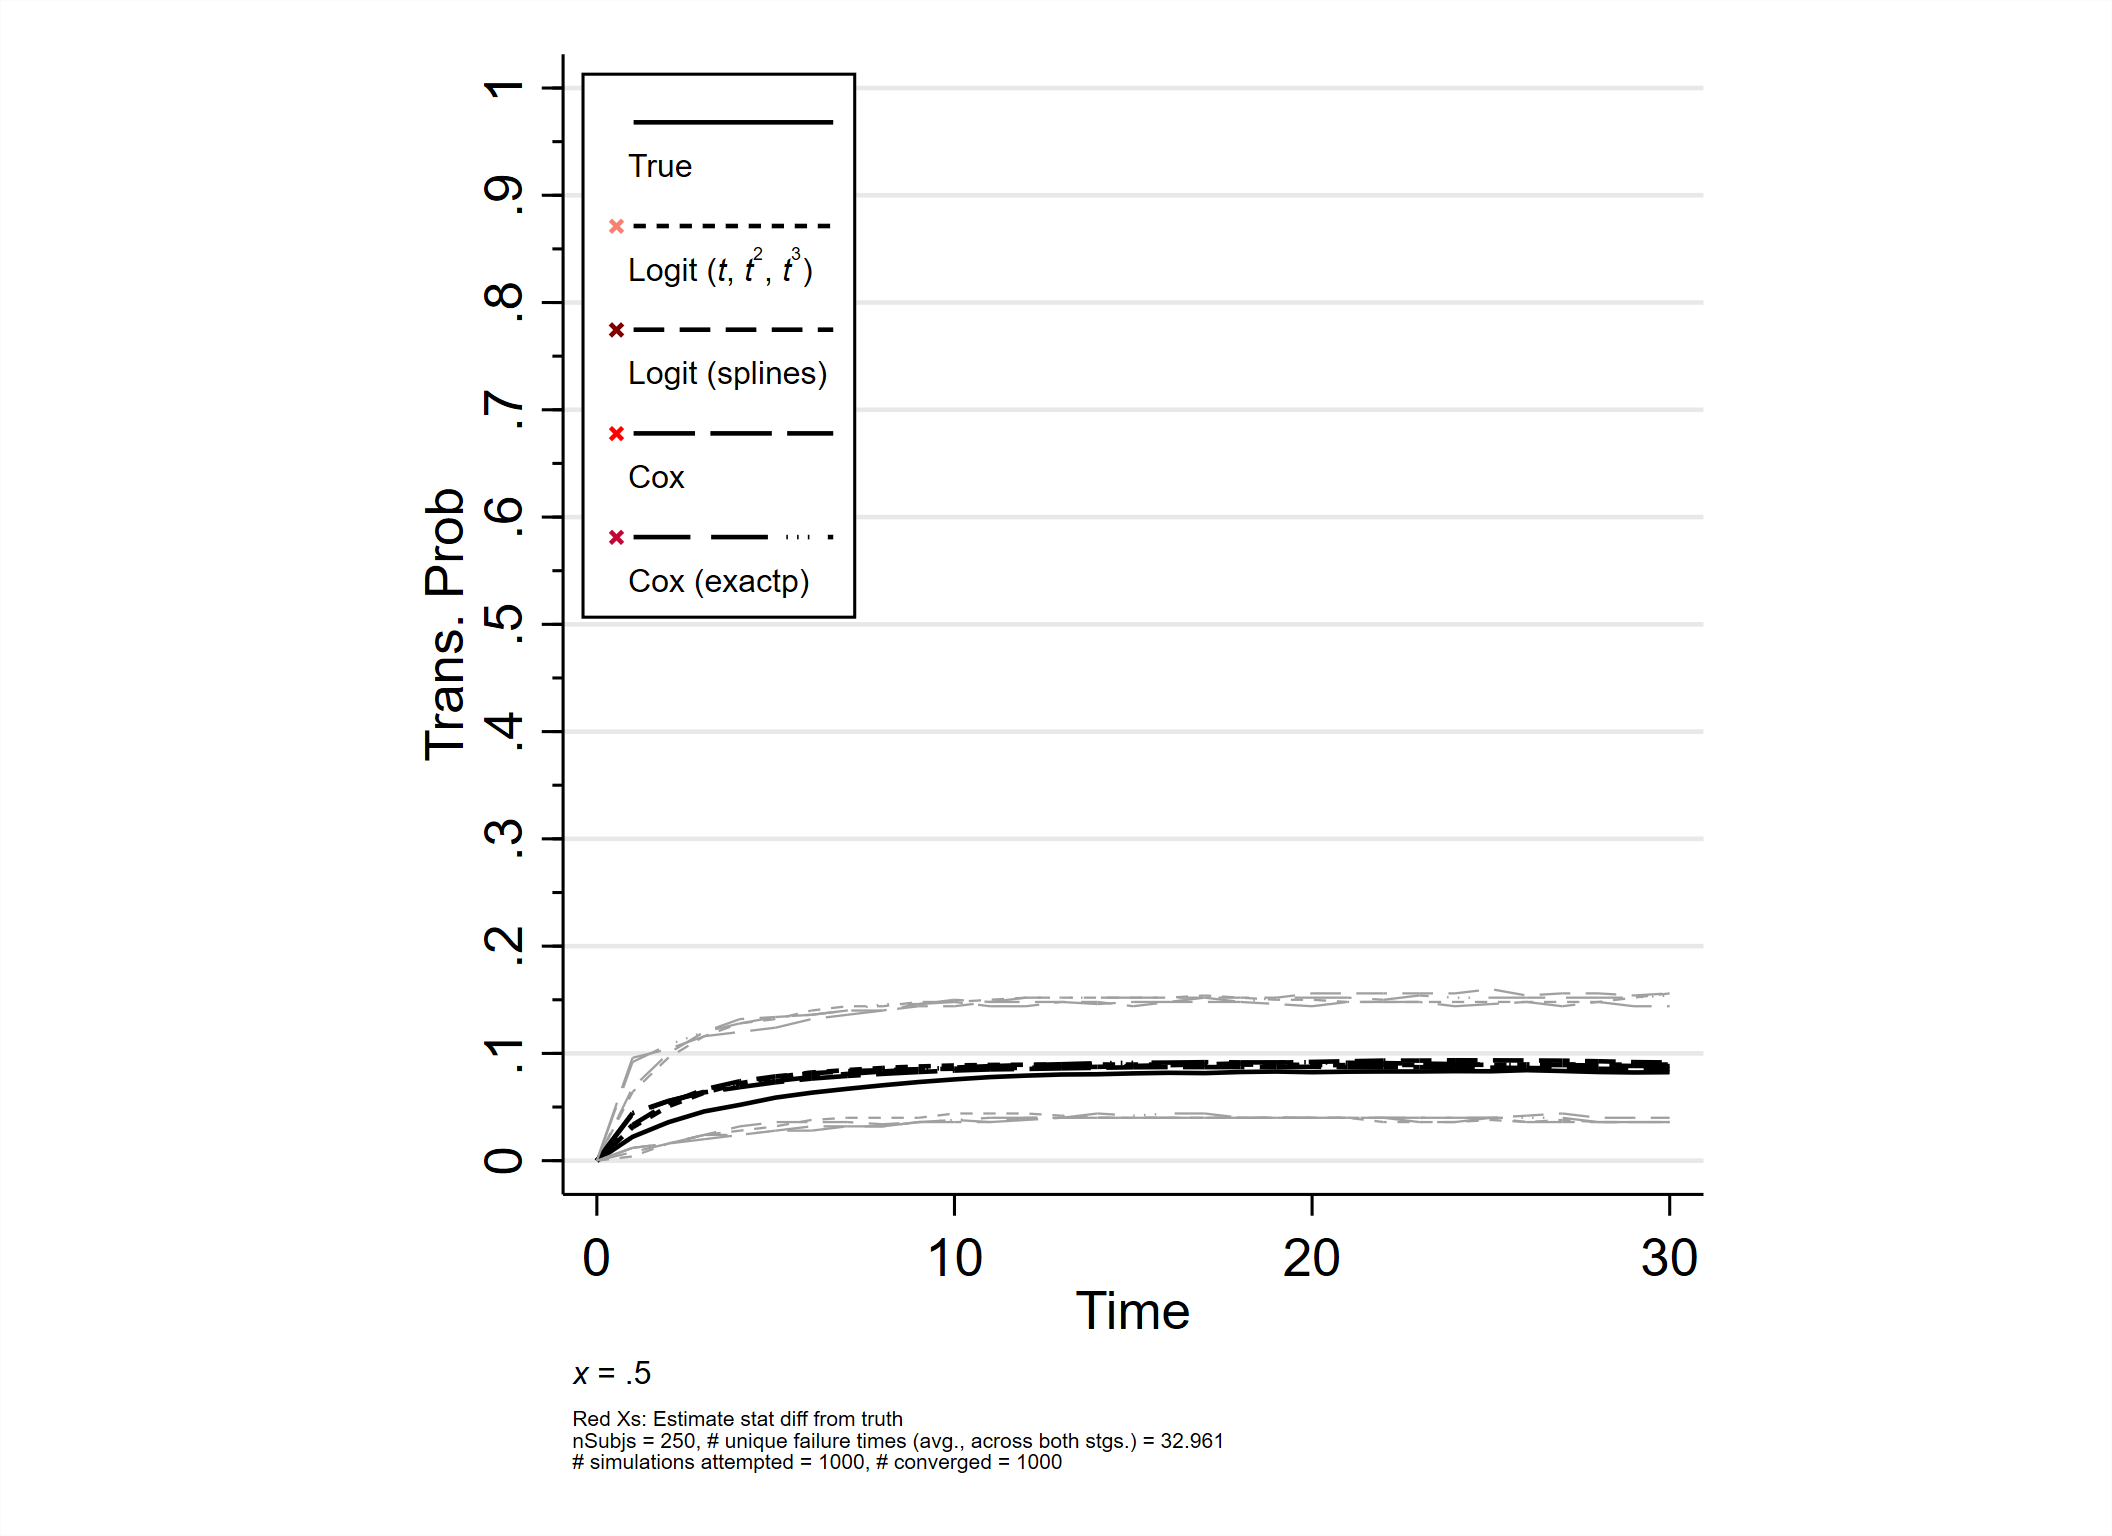 Trans. Prob
1
.9
.8
.7
.6
.5
.4
.3
.2
.1
0
True
Logit (t, t², t³)
Logit (splines)
Cox
Cox (exactp)
0 10 20 30
Time
x = .5
Red Xs: Estimate stat diff from truth
nSubjs = 250, # unique failure times (avg., across both stgs.) = 32.961
# simulations attempted = 1000, # converged = 1000